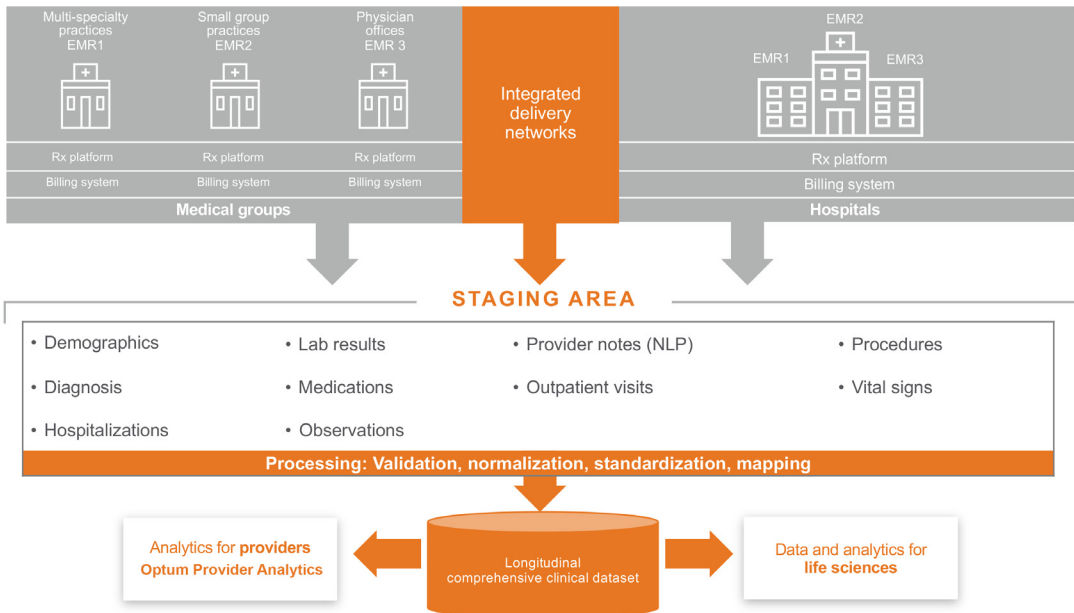 Multi-specialty
practices
EMR1
Small group
practices
EMR2
Physician
offices
EMR 3
Rx platform
Rx platform
Rx platform
Billing system
Billing system
Billing system
Medical groups
Integrated
delivery
networks
EMR2
EMR1
EMR3
Rx platform
Billing system
Hospitals
STAGING AREA
• Demographics
• Lab results
• Provider notes (NLP)
• Procedures
• Diagnosis
• Medications
• Outpatient visits
• Vital signs
• Hospitalizations
• Observations
Processing: Validation, normalization, standardization, mapping
Analytics for providers
Optum Provider Analytics
Longitudinal
comprehensive clinical dataset
Data and analytics for
life sciences